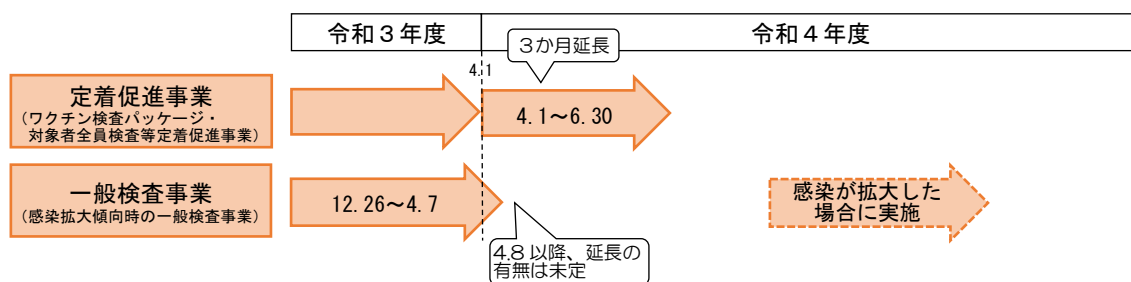 令和３年度
令和４年度
３か月延長
4.1
定着促進事業
（ワクチン検査パッケージ・
対象者全員検査等定着促進事業）
4.1～6.30
一般検査事業
（感染拡大傾向時の一般検査事業）
12.26～4.7
感染が拡大した
場合に実施
4.8 以降、延長の
有無は未定